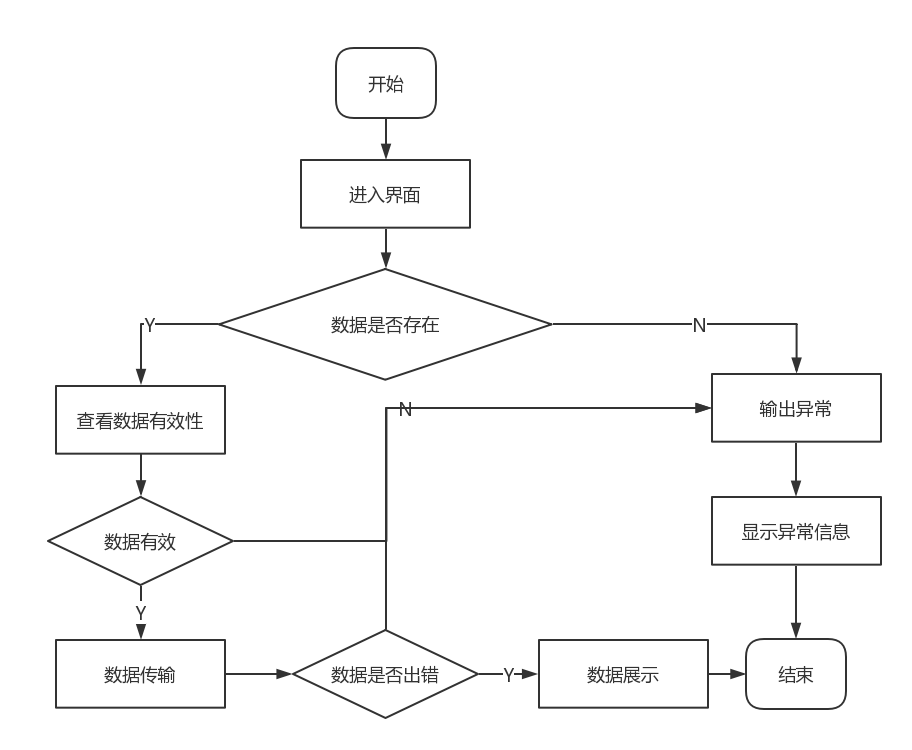 开始
进入界面
数据是否存在
Y
N
查看数据有效性
N
输出异常
数据有效
显示异常信息
Y
数据传输
数据是否出错
Y
数据展示
结束